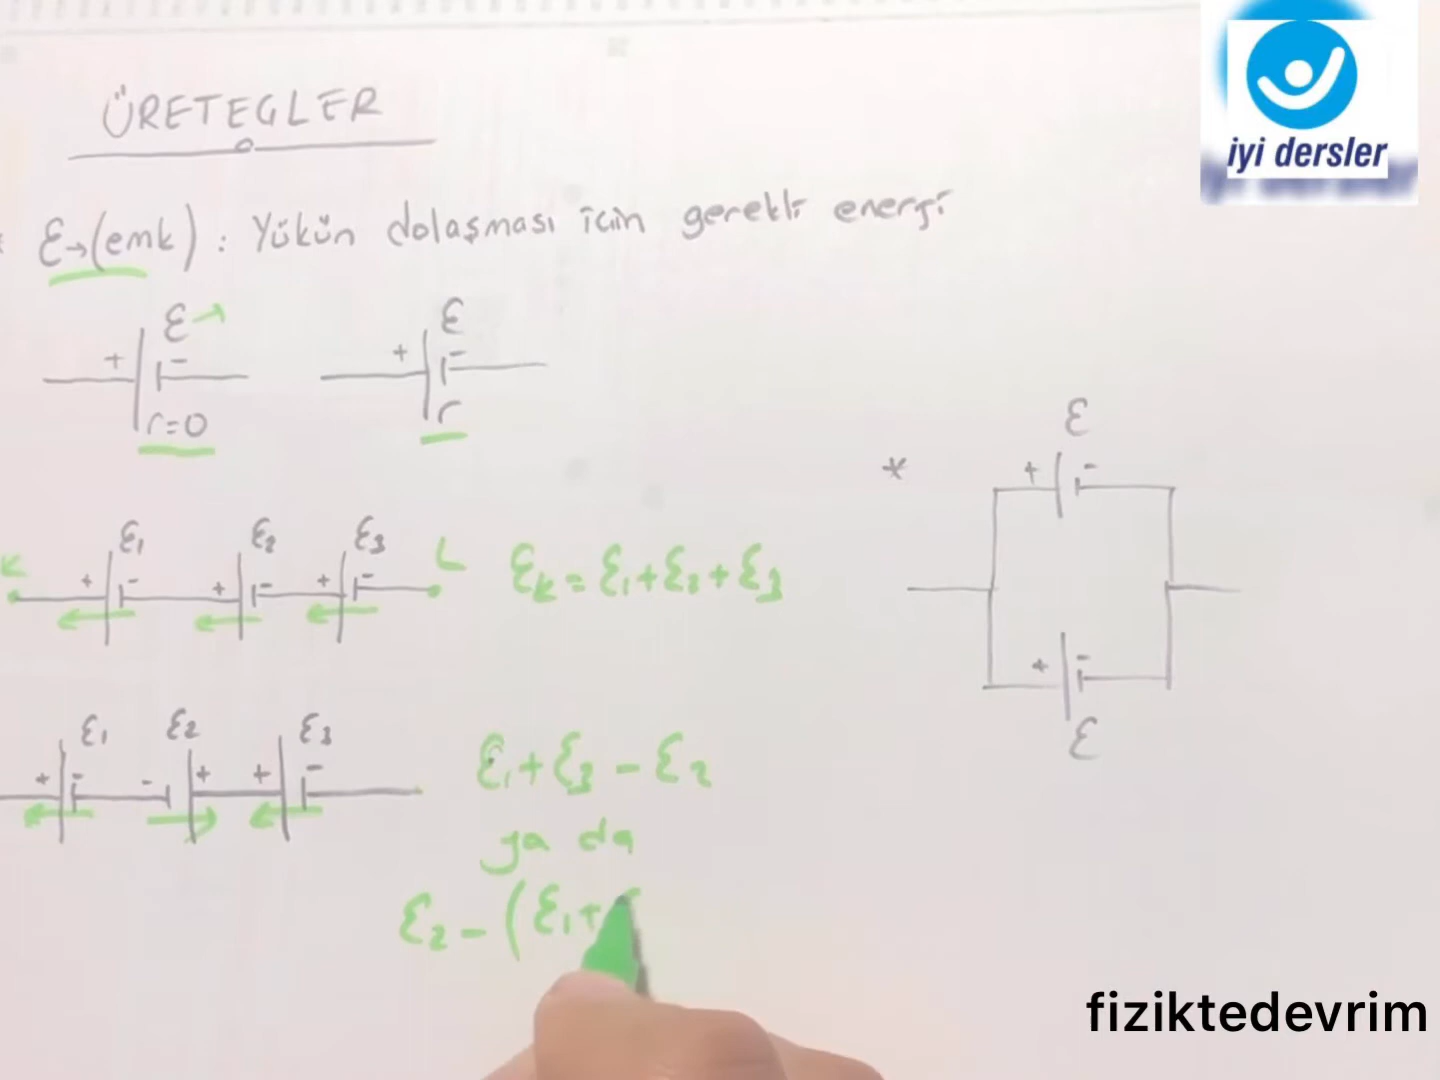 iyi dersler
ÜRETEÇLER
ε→(emk) : Yükün dolaşması için gerekli enerji
ε→
+ -
r=0
ε
+ -
r
K ε1 ε2 ε3 L
+ - + - + -
εk = ε1+ε2+ε3
ε1 ε2 ε3
+ - - + + -
ε1+ε3-ε2
ya da
ε2-(ε1+
*
ε
+ -
+ -
ε
fiziktedevrim